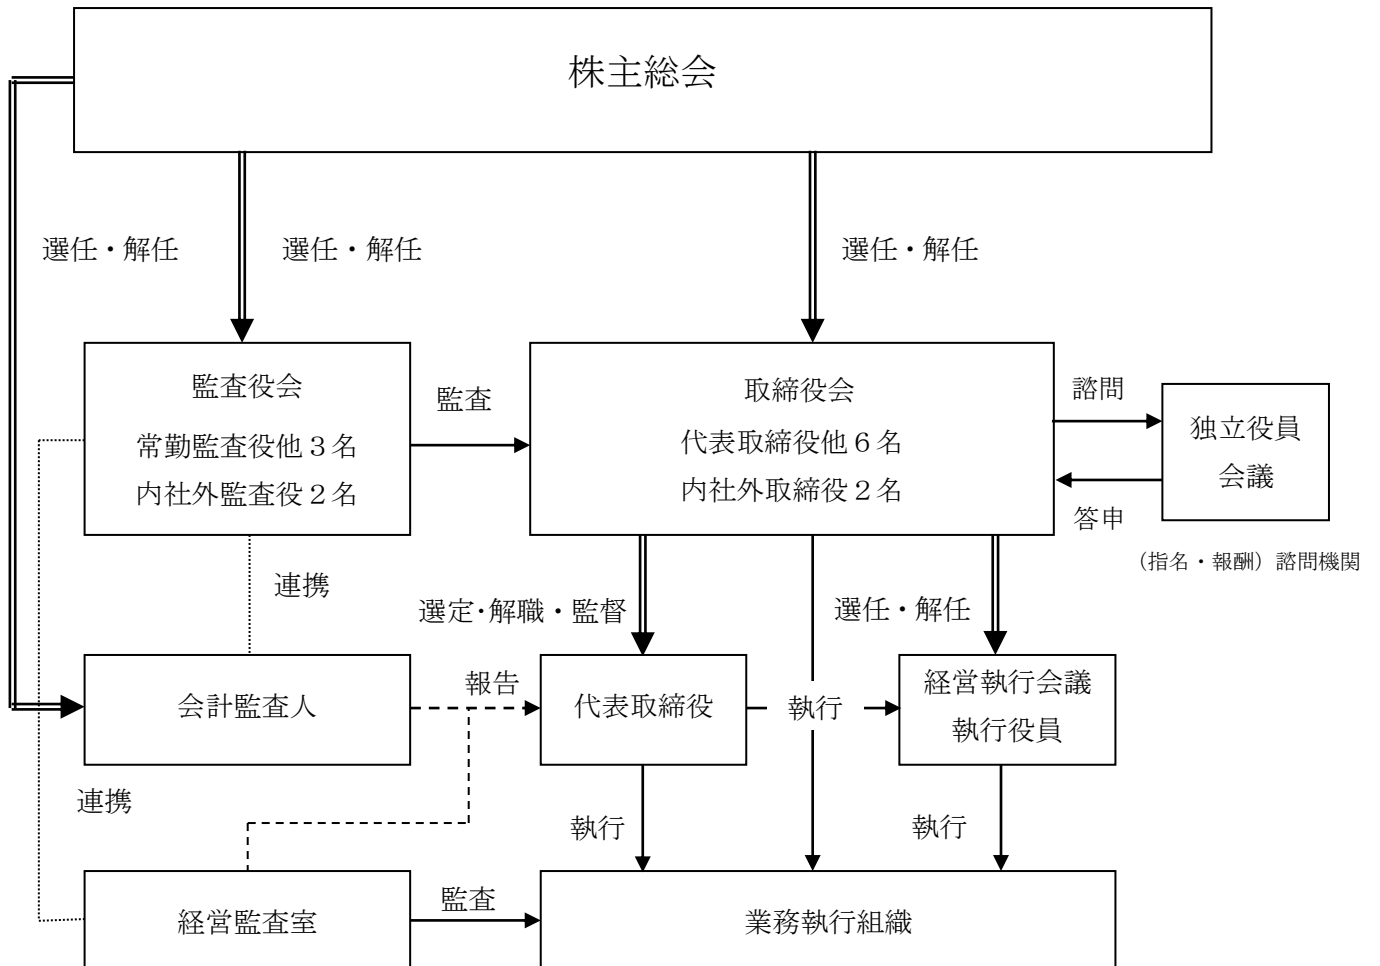 株主総会
選任・解任
選任・解任
選任・解任
監査役会
常勤監査役他３名
内社外監査役２名
監査
取締役会
代表取締役他６名
内社外取締役２名
諮問
独立役員
会議
答申
（指名・報酬）諮問機関
連携
選定･解職・監督
選任・解任
会計監査人
報告
代表取締役
執行
経営執行会議
執行役員
連携
執行
執行
経営監査室
監査
業務執行組織